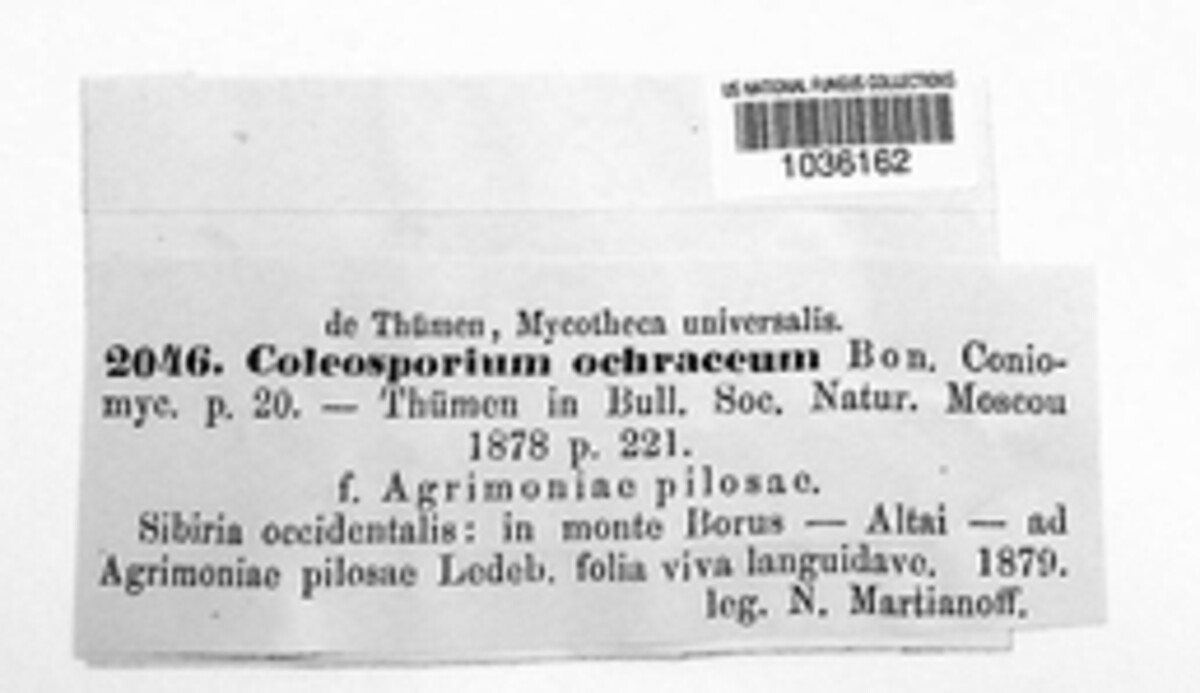 US NATIONAL FUNGUS COLLECTIONS
1036162
de Thümen, Mycotheca universalis.
2046. Coleosporium ochraceum Bon. Conio-
myc. p. 20. — Thümen in Bull. Soc. Natur. Moscou
1878 p. 221.
f. Agrimoniae pilosae.
Sibiria occidentalis: in monte Borus — Altai — ad
Agrimoniae pilosae Ledeb. folia viva languidave. 1879.
leg. N. Martianoff.